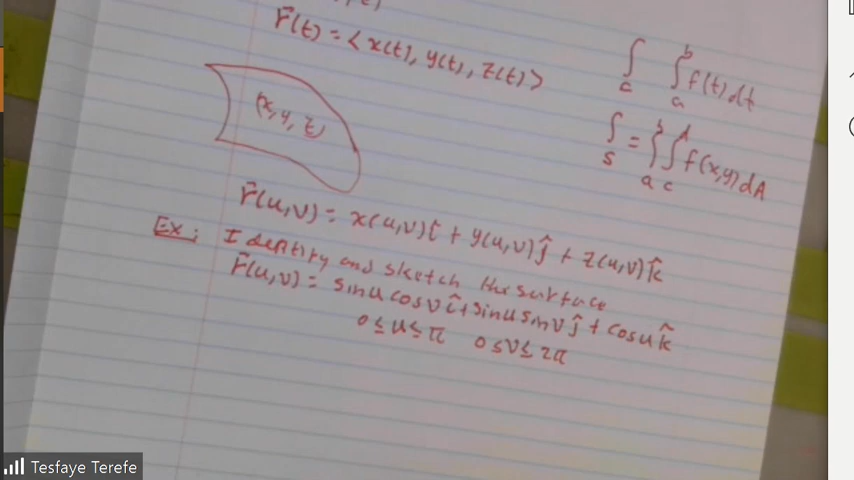 r⃗(t) = <x(t), y(t), z(t)>
∫_C ∫_a^b f(t)dt
(x, y, z)
∫_S = ∫_a^b ∫_c^d f(x,y)dA
r⃗(u,v) = x(u,v)î + y(u,v)ĵ + z(u,v)k̂
Ex: Identify and sketch the surface
r⃗(u,v) = sinu cosv î + sinu sinv ĵ + cosu k̂
0 ≤ u ≤ π 0 ≤ v ≤ 2π
Tesfaye Terefe